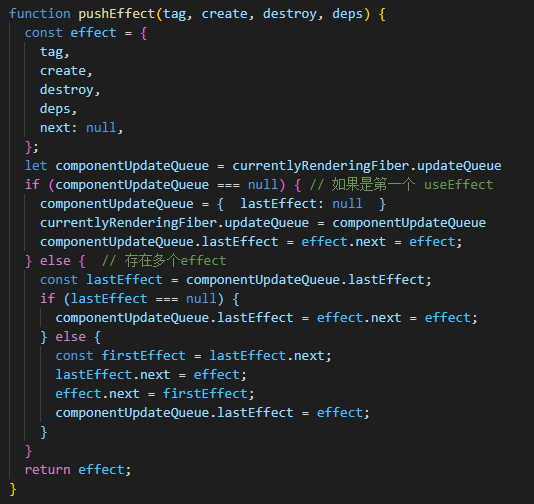 function pushEffect(tag, create, destroy, deps) {
  const effect = {
    tag,
    create,
    destroy,
    deps,
    next: null,
  };
  let componentUpdateQueue = currentlyRenderingFiber.updateQueue
  if (componentUpdateQueue === null) { // 如果是第一个 useEffect
    componentUpdateQueue = {  lastEffect: null  }
    currentlyRenderingFiber.updateQueue = componentUpdateQueue
    componentUpdateQueue.lastEffect = effect.next = effect;
  } else {  // 存在多个effect
    const lastEffect = componentUpdateQueue.lastEffect;
    if (lastEffect === null) {
      componentUpdateQueue.lastEffect = effect.next = effect;
    } else {
      const firstEffect = lastEffect.next;
      lastEffect.next = effect;
      effect.next = firstEffect;
      componentUpdateQueue.lastEffect = effect;
    }
  }
  return effect;
}